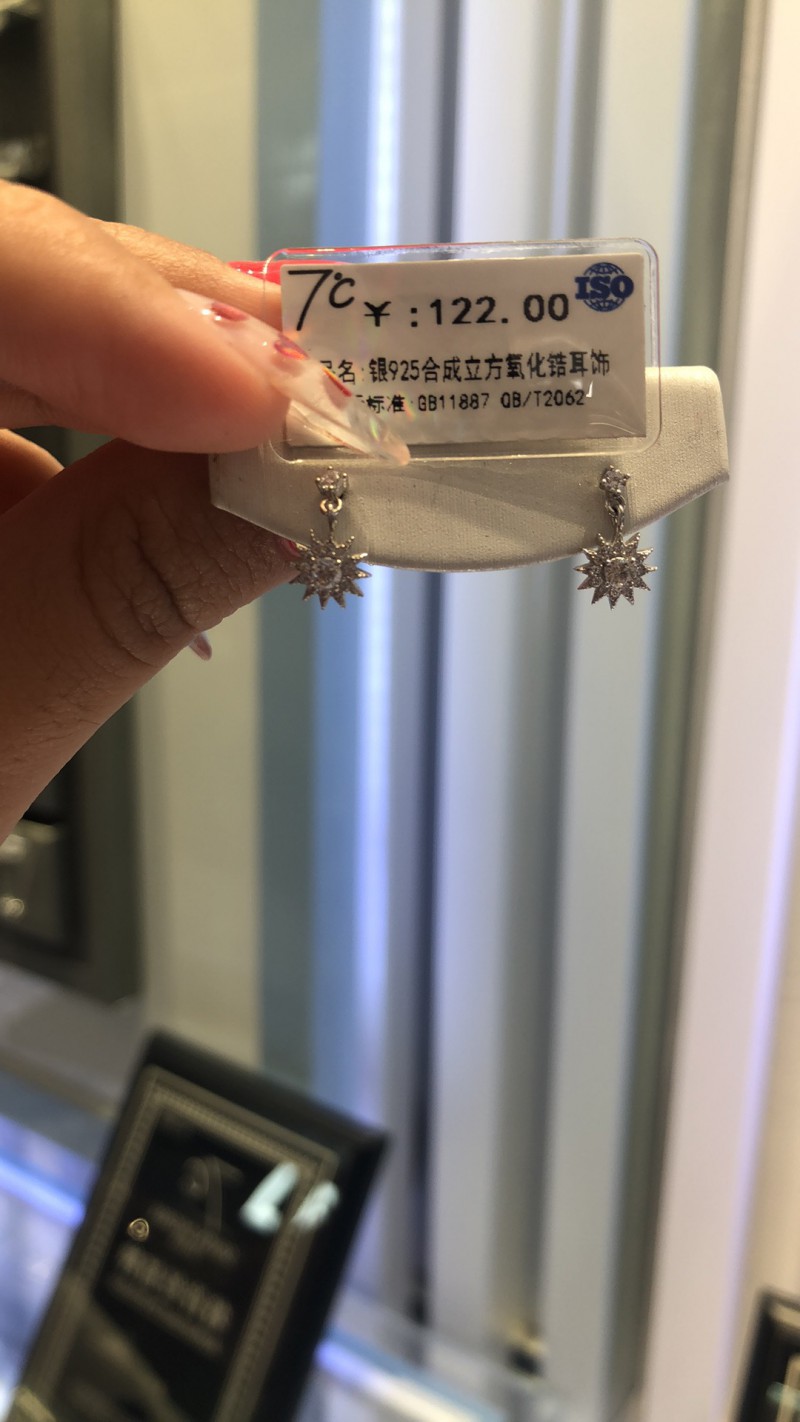 7℃ ¥:122.00 ISO
名:银925合成立方氧化锆耳饰
标准:GB11887 QB/T2062